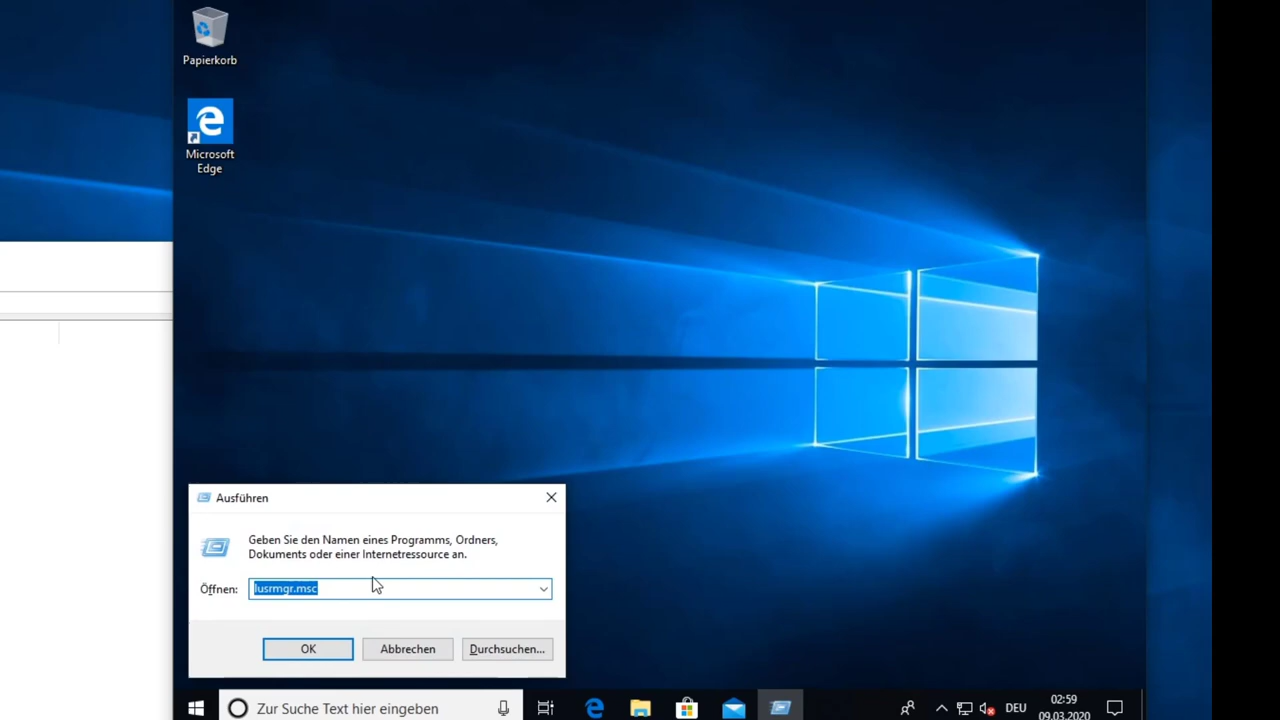 Papierkorb
Microsoft
Edge
Ausführen
Geben Sie den Namen eines Programms, Ordners,
Dokuments oder einer Internetressource an.
Öffnen:
lusrmgr.msc
OK
Abbrechen
Durchsuchen...
Zur Suche Text hier eingeben
DEU
02:59
09.03.2020